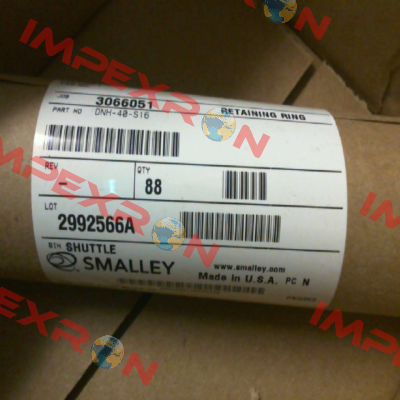 IMPEXRON
JOB 3066051
PART NO DNH-40-S16 RETAINING RING
REV QTY
- 88
LOT
2992566A
BIN SHUTTLE
SMALLEY www.smalley.com
Made in U.S.A. PC N
IMPEXRON
IMPEXRON